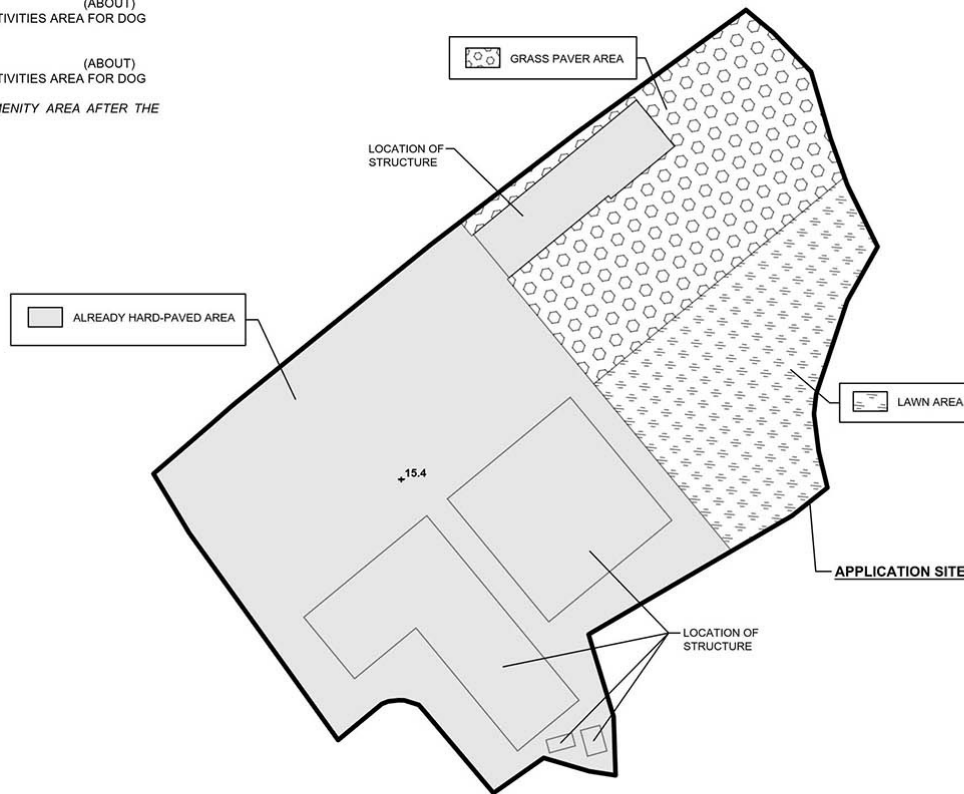 (ABOUT)
TIVITIES AREA FOR DOG
(ABOUT)
TIVITIES AREA FOR DOG
MENITY AREA AFTER THE
GRASS PAVER AREA
LOCATION OF
STRUCTURE
ALREADY HARD-PAVED AREA
LAWN AREA
15.4
APPLICATION SITE
LOCATION OF
STRUCTURE